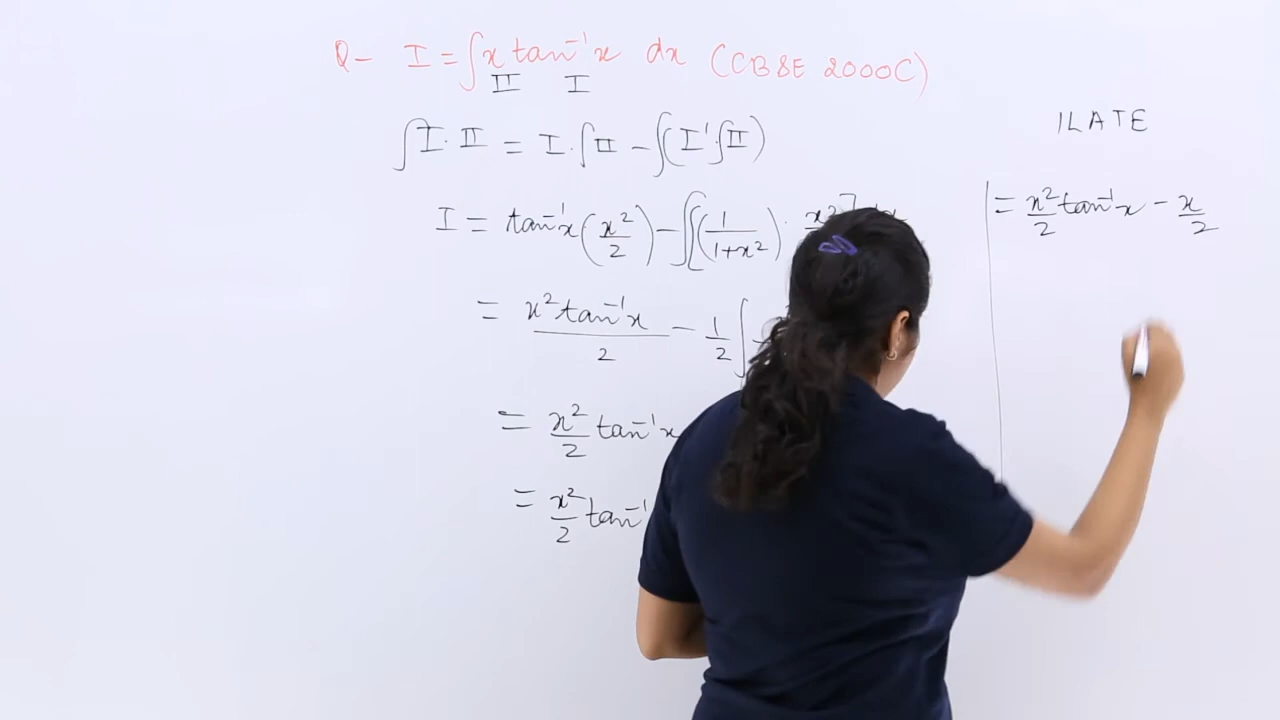 Q- I = ∫x tan⁻¹x dx (CBSE 2000C)
II I
∫I·II = I·∫II - ∫(I'∫II)
I = tan⁻¹x (x²/2) - ∫[(1/1+x²) · x²
= x² tan⁻¹x / 2 - 1/2 ∫
= x²/2 tan⁻¹x
= x²/2 tan⁻¹
ILATE
= x²/2 tan⁻¹x - x/2